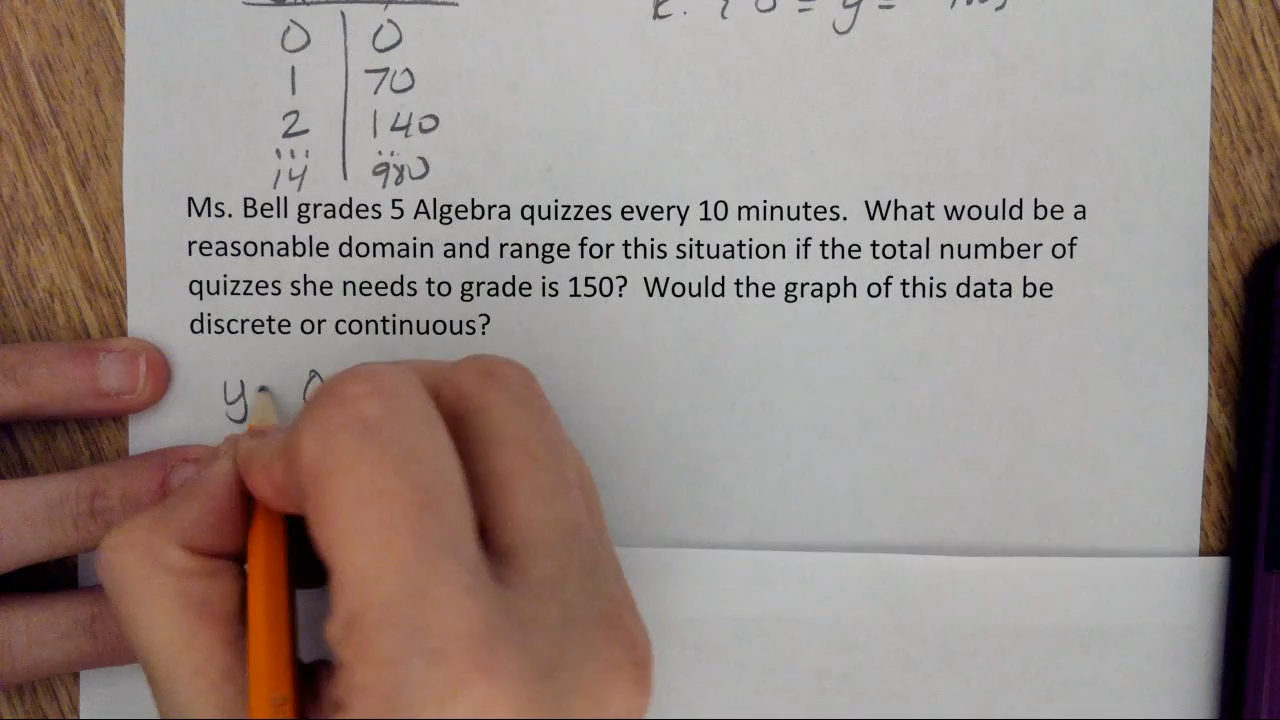 0 0
1 70
2 140
... ...
14 980
Ms. Bell grades 5 Algebra quizzes every 10 minutes. What would be a
reasonable domain and range for this situation if the total number of
quizzes she needs to grade is 150? Would the graph of this data be
discrete or continuous?
y